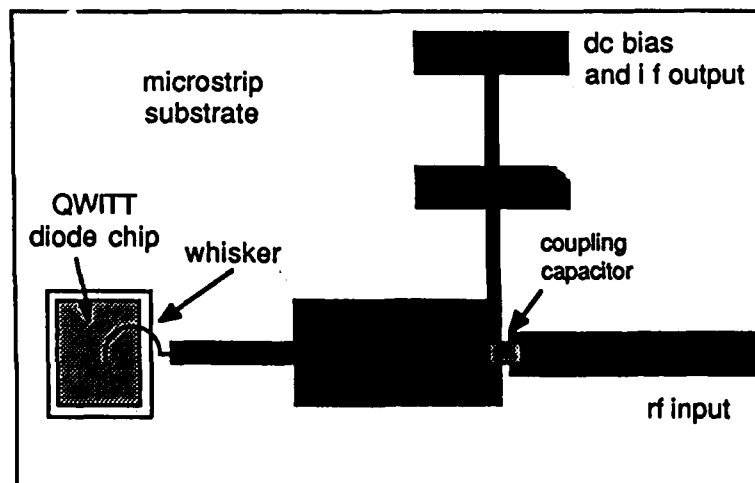 dc bias
and i f output
microstrip
substrate
QWITT
diode chip
whisker
coupling
capacitor
rf input